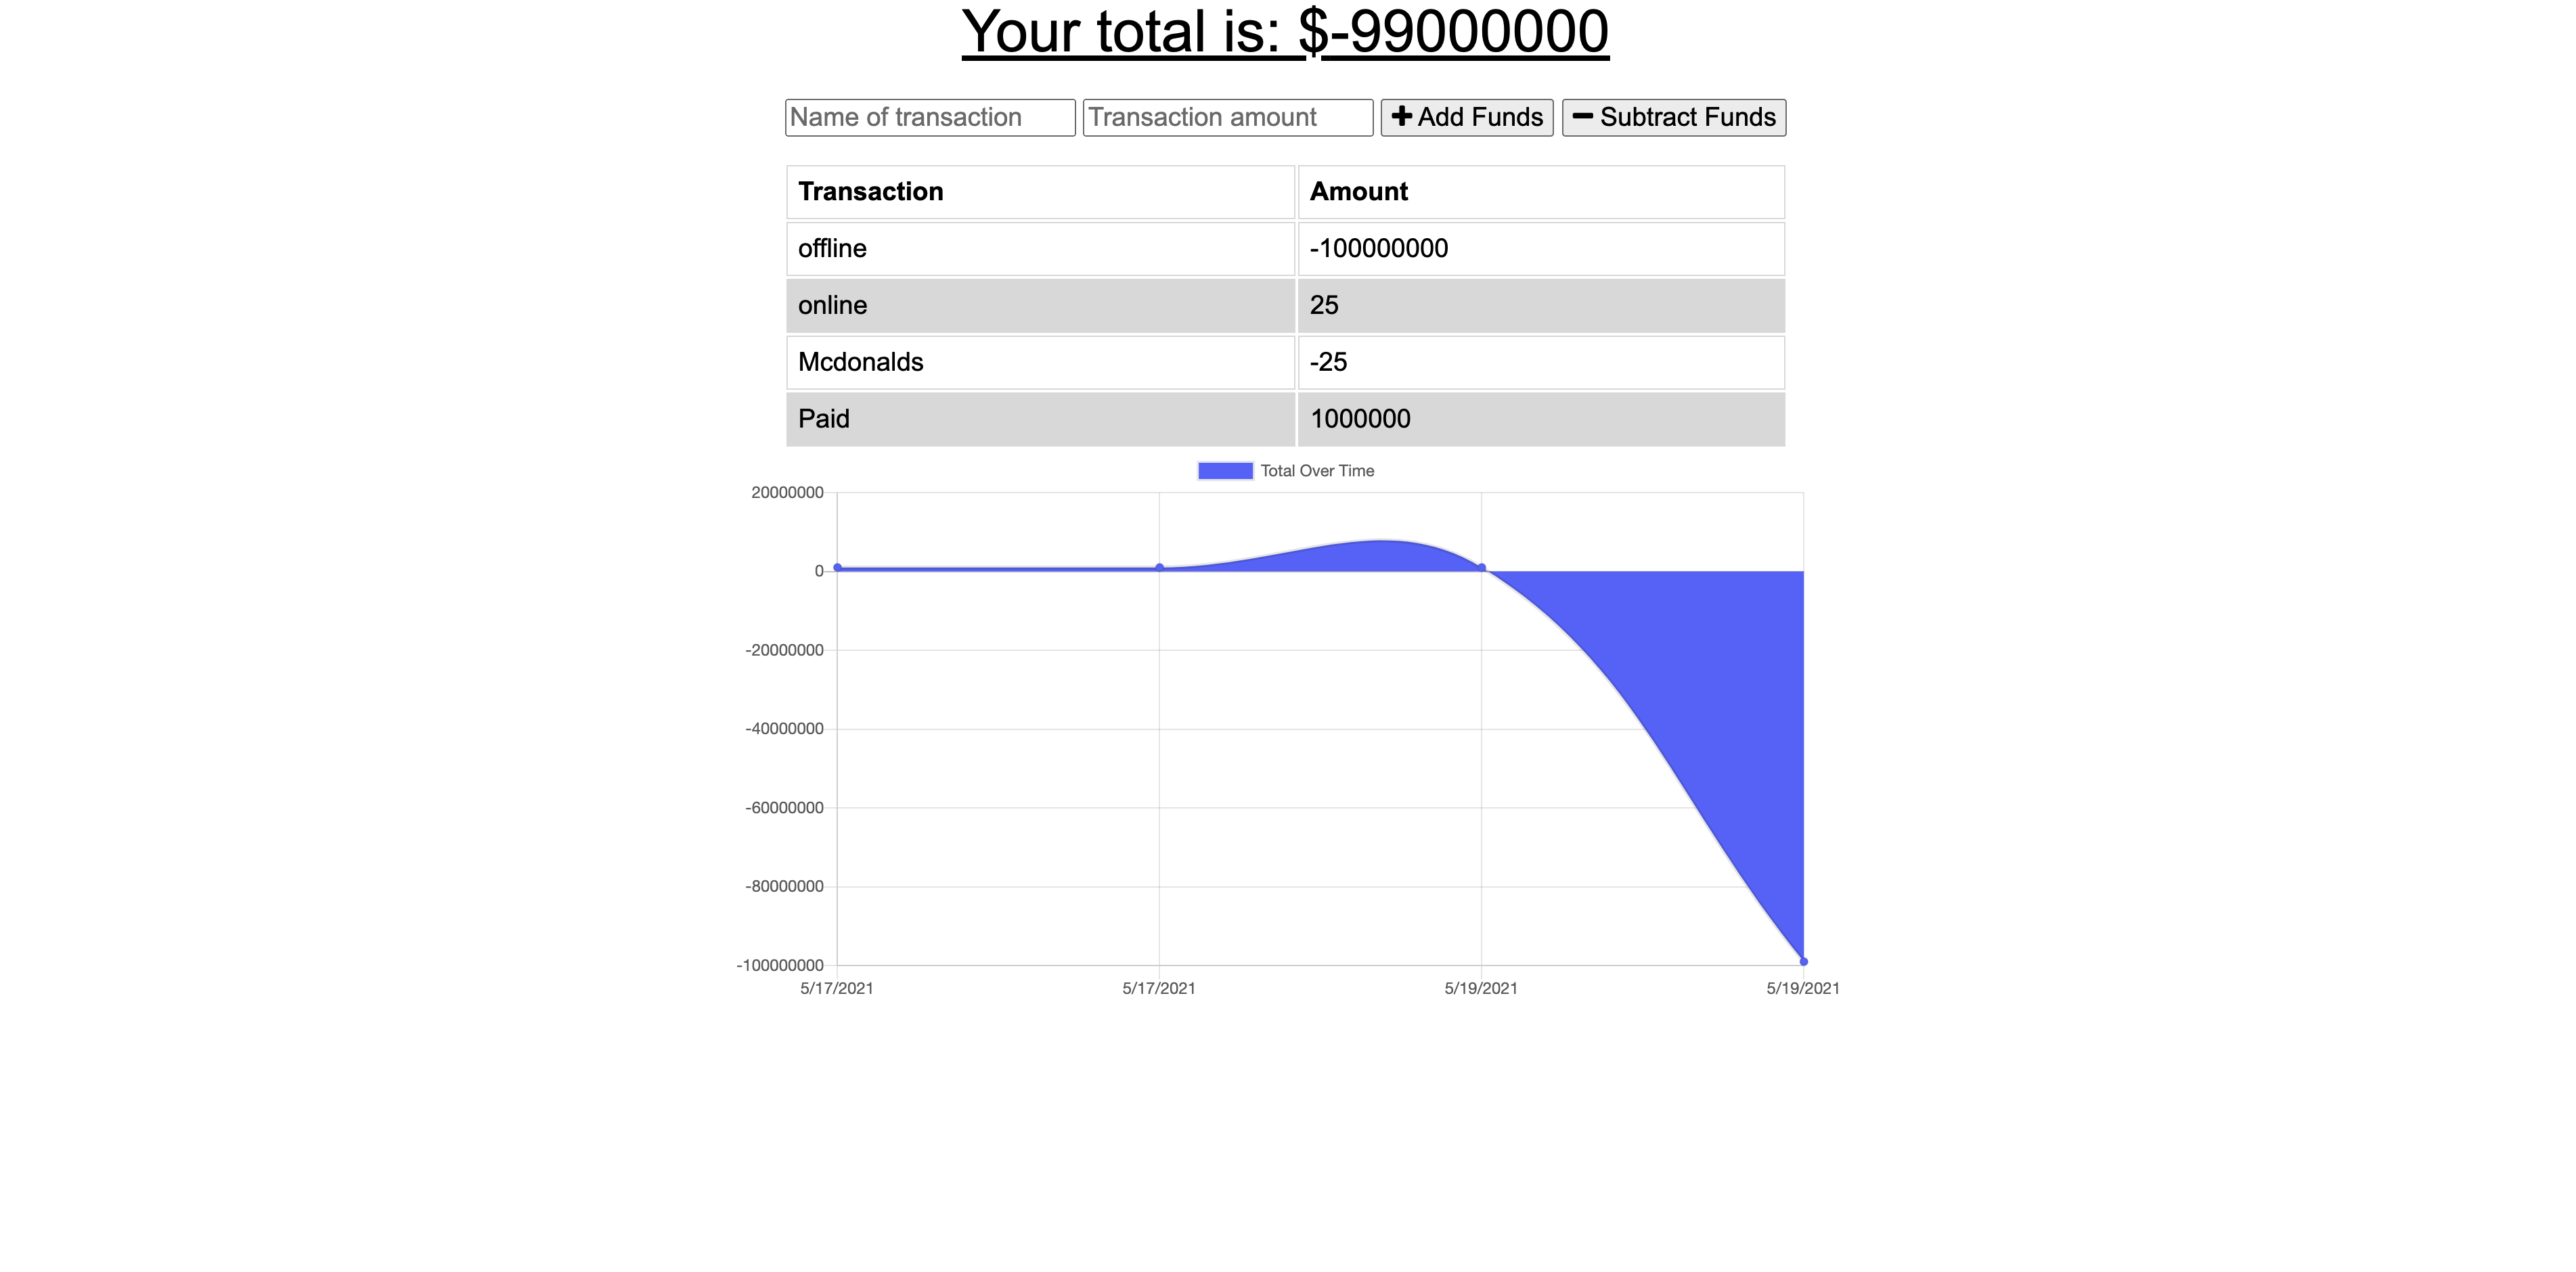 Your total is: $-99000000
Name of transaction Transaction amount Add Funds Subtract Funds
Transaction Amount
offline -100000000
online 25
Mcdonalds -25
Paid 1000000
Total Over Time
20000000
0
-20000000
-40000000
-60000000
-80000000
-100000000
5/17/2021 5/17/2021 5/19/2021 5/19/2021